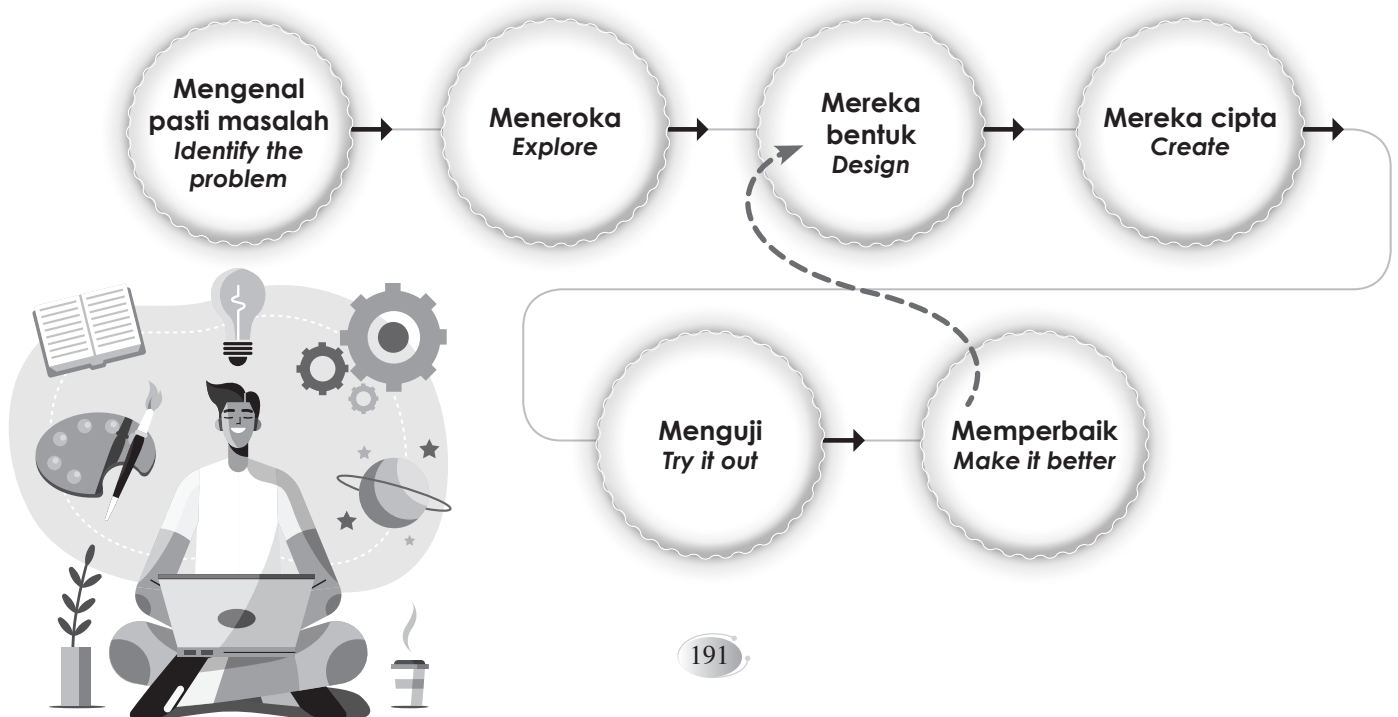 Mengenal
pasti masalah
Identify the
problem
Meneroka
Explore
Mereka
bentuk
Design
Mereka cipta
Create
Menguji
Try it out
Memperbaik
Make it better
191